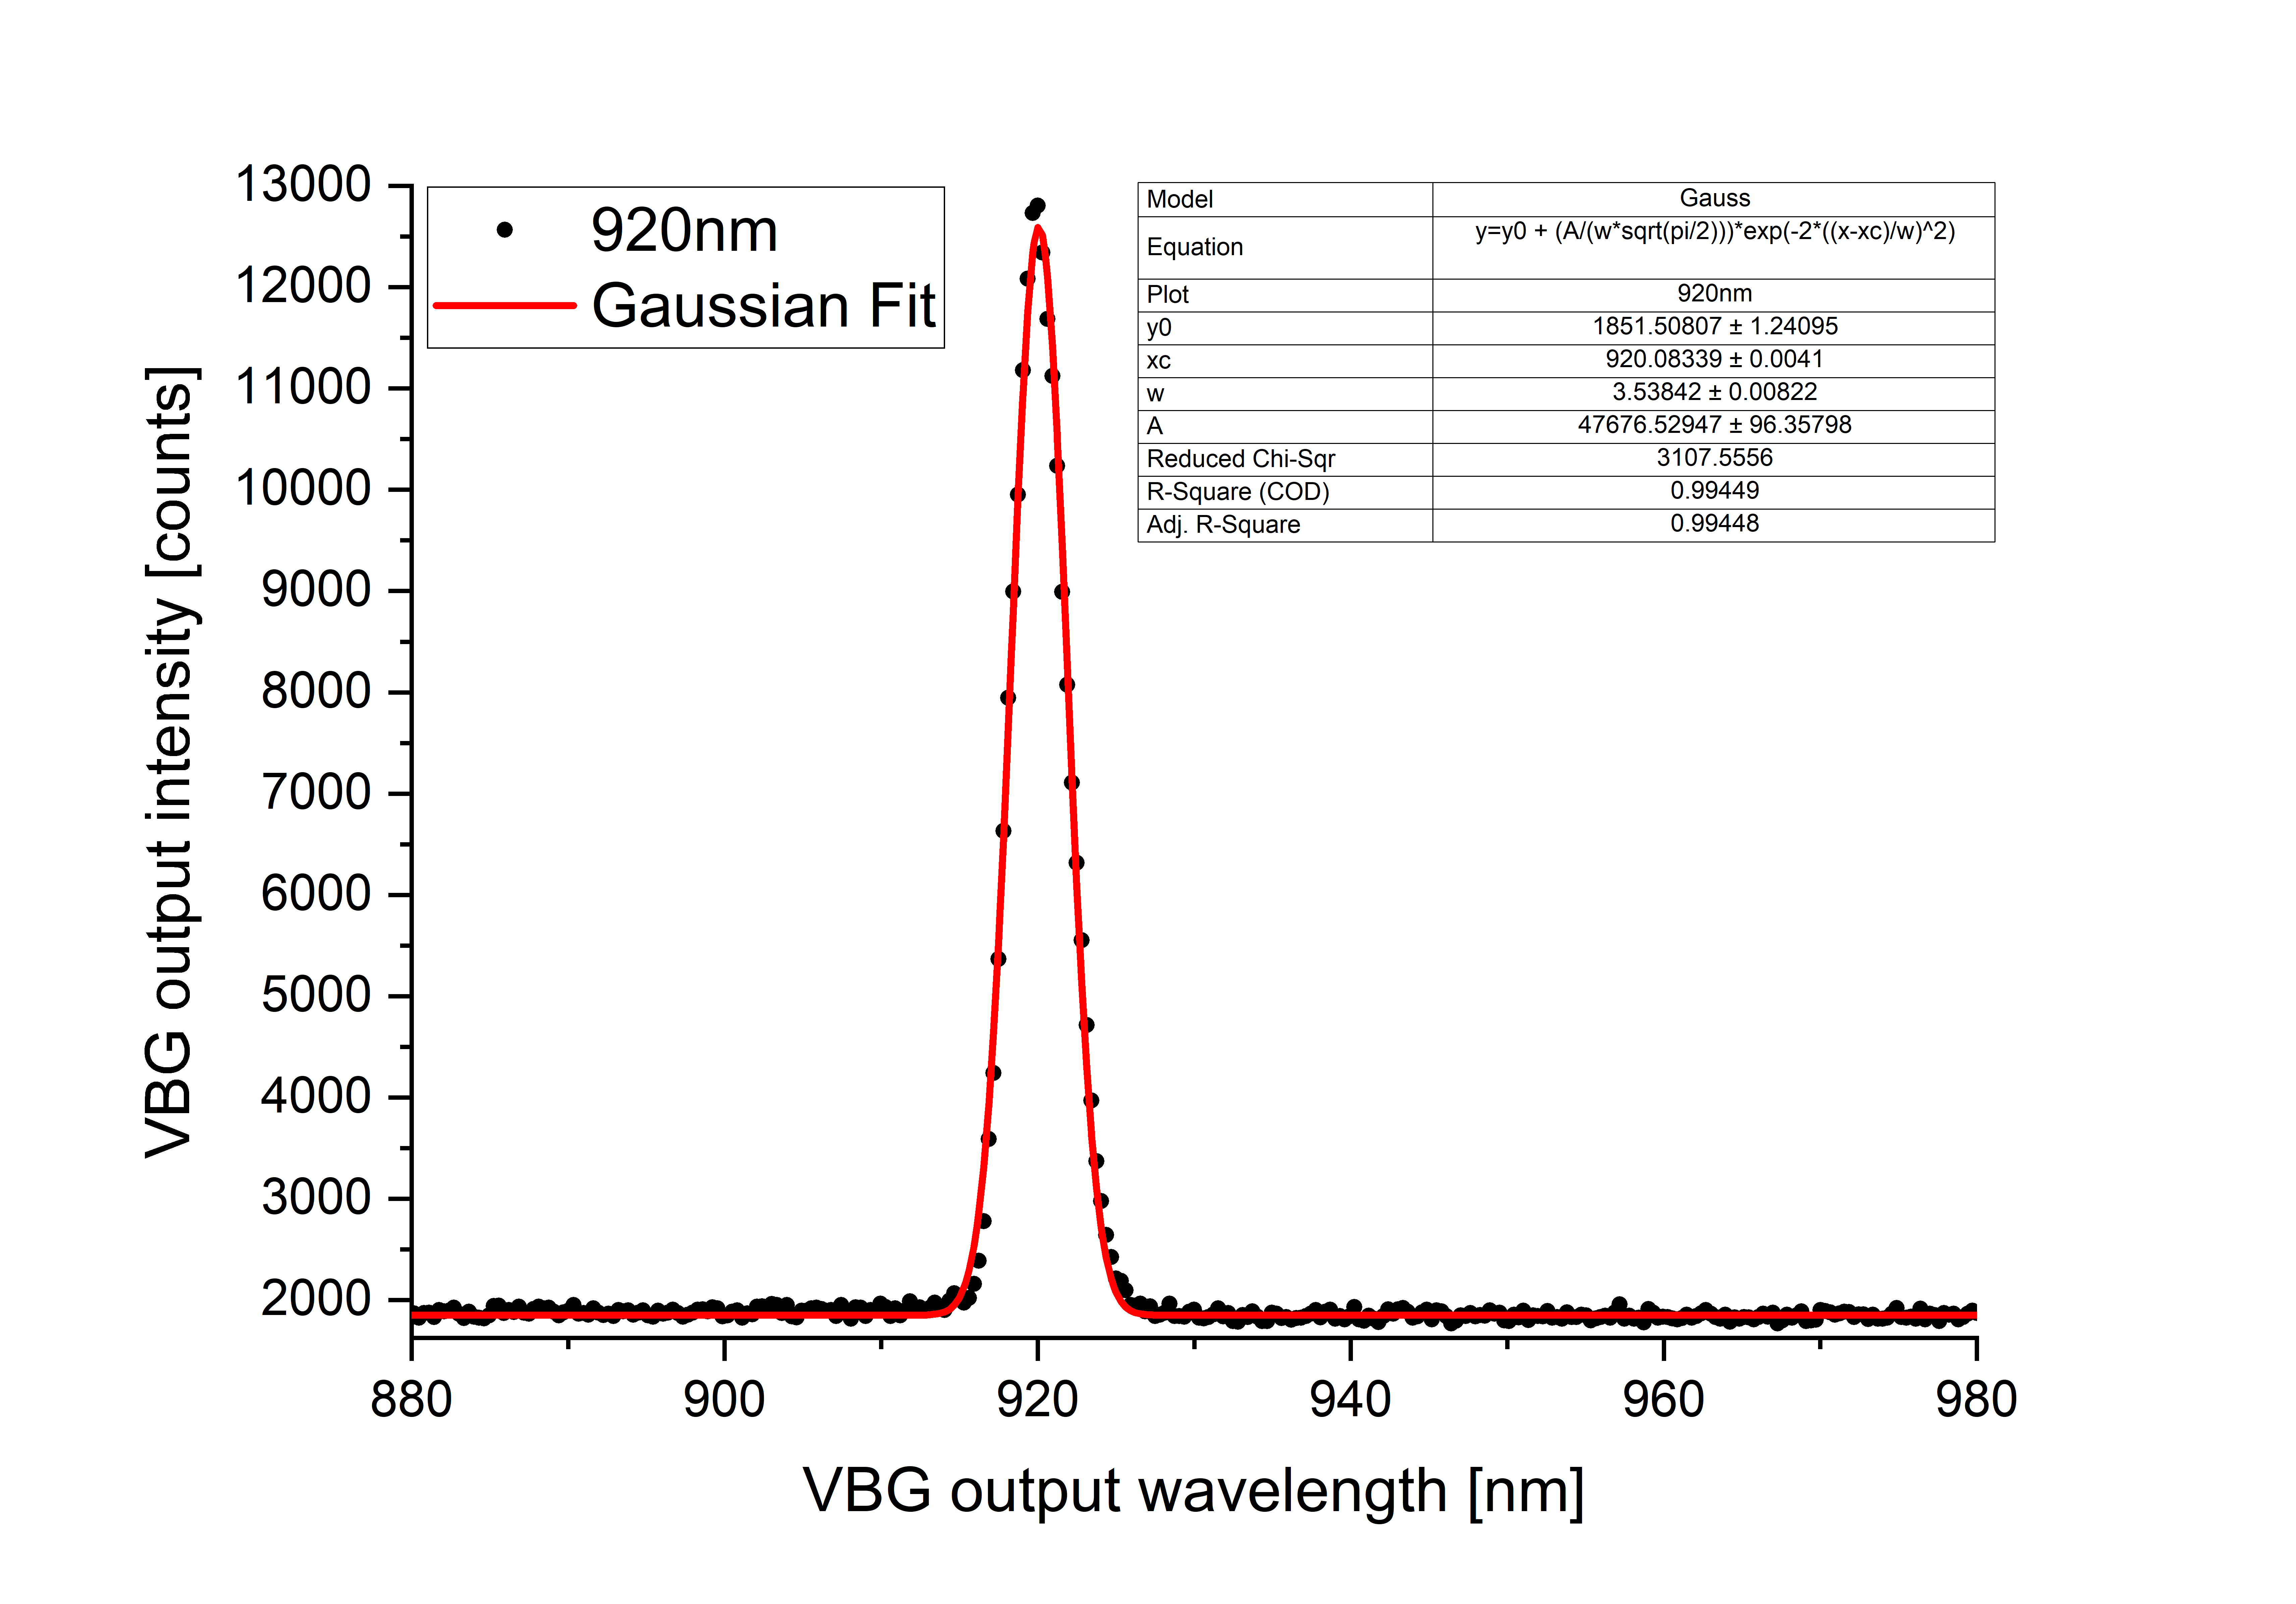 13000
12000
11000
10000
9000
8000
7000
6000
5000
4000
3000
2000
VBG output intensity [counts]
920nm
Gaussian Fit
Model Gauss
Equation y=y0 + (A/(w*sqrt(pi/2)))*exp(-2*((x-xc)/w)^2)
Plot 920nm
y0 1851.50807 ± 1.24095
xc 920.08339 ± 0.0041
w 3.53842 ± 0.00822
A 47676.52947 ± 96.35798
Reduced Chi-Sqr 3107.5556
R-Square (COD) 0.99449
Adj. R-Square 0.99448
880 900 920 940 960 980
VBG output wavelength [nm]